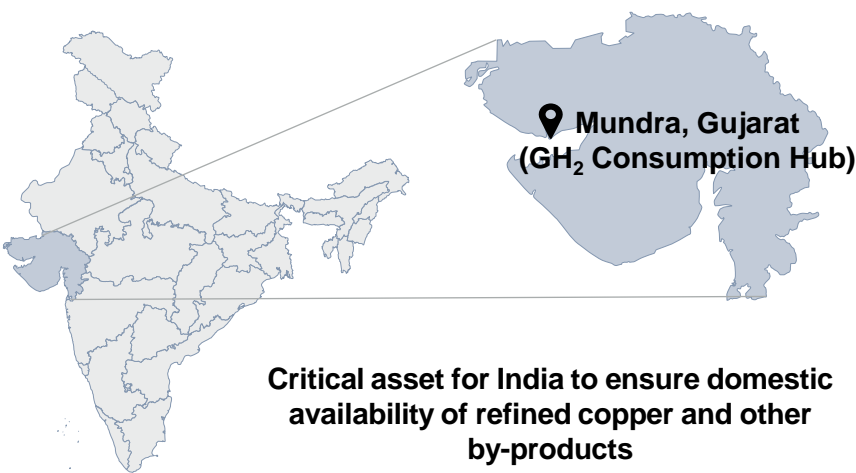 Mundra, Gujarat
(GH₂ Consumption Hub)
Critical asset for India to ensure domestic
availability of refined copper and other
by-products